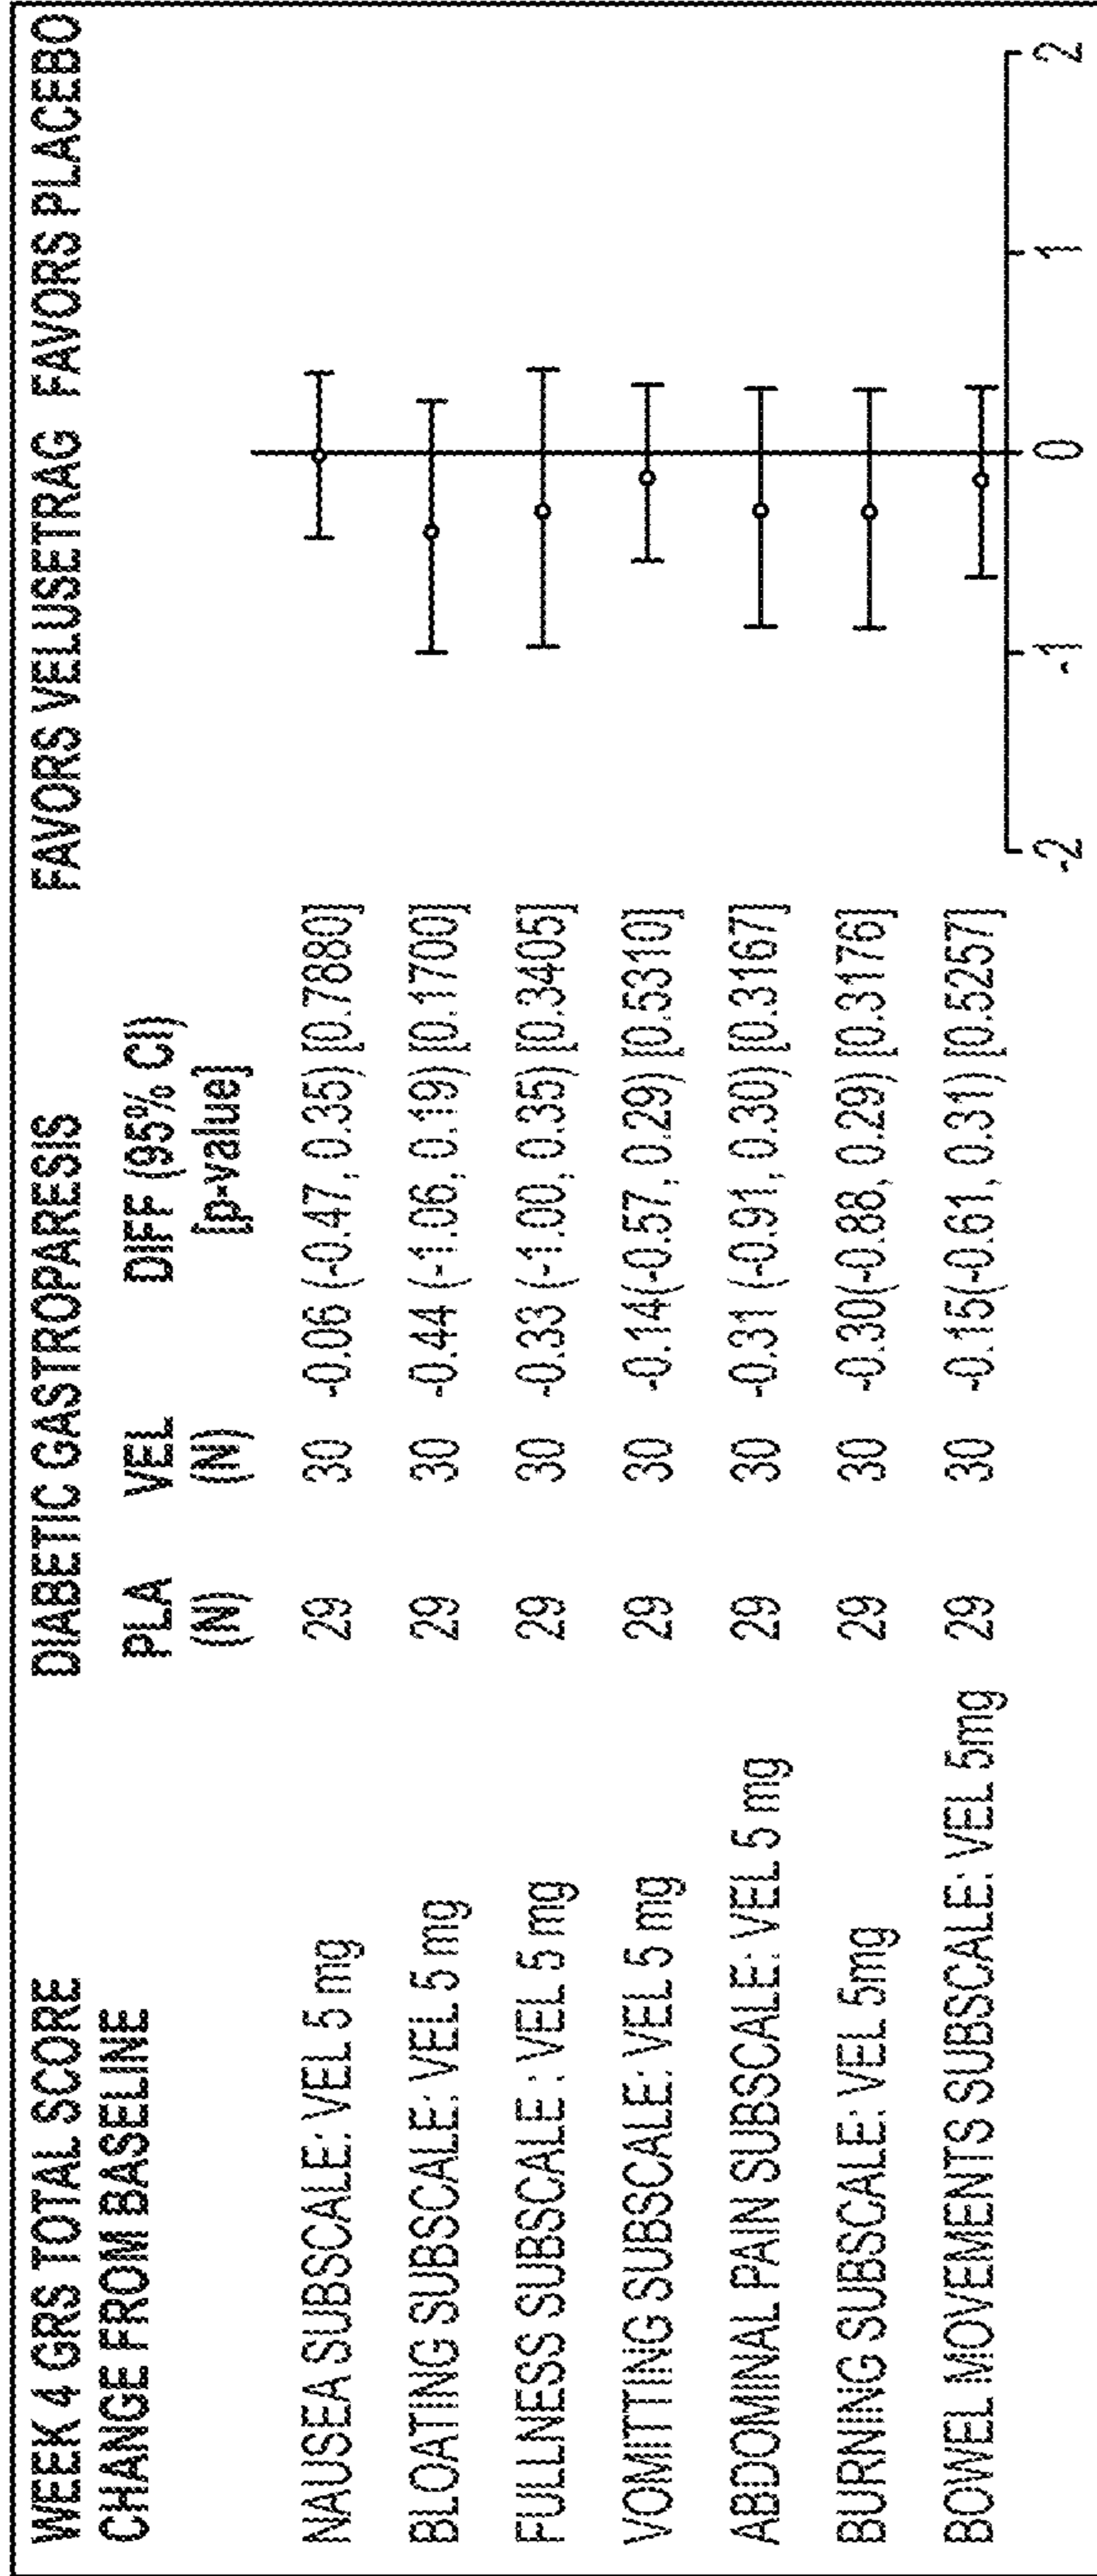 WEEK 4 GRS TOTAL SCORE DIABETIC GASTROPARESIS FAVORS VELUSETRAG FAVORS PLACEBO
CHANGE FROM BASELINE PLA VEL DIFF (95% CI)
(N) (N) [p-value]
NAUSEA SUBSCALE: VEL 5 mg 29 30 -0.06 (-0.47, 0.35) [0.7880]
BLOATING SUBSCALE: VEL 5 mg 29 30 -0.44 (-1.06, 0.19) [0.1700]
FULLNESS SUBSCALE : VEL 5 mg 29 30 -0.33 (-1.00, 0.35) [0.3405]
VOMITTING SUBSCALE: VEL 5 mg 29 30 -0.14(-0.57, 0.29) [0.5310]
ABDOMINAL PAIN SUBSCALE: VEL 5 mg 29 30 -0.31 (-0.91, 0.30) [0.3167]
BURNING SUBSCALE: VEL 5mg 29 30 -0.30(-0.88, 0.29) [0.3176]
BOWEL MOVEMENTS SUBSCALE: VEL 5mg 29 30 -0.15(-0.61, 0.31) [0.5257]
-2 -1 0 1 2